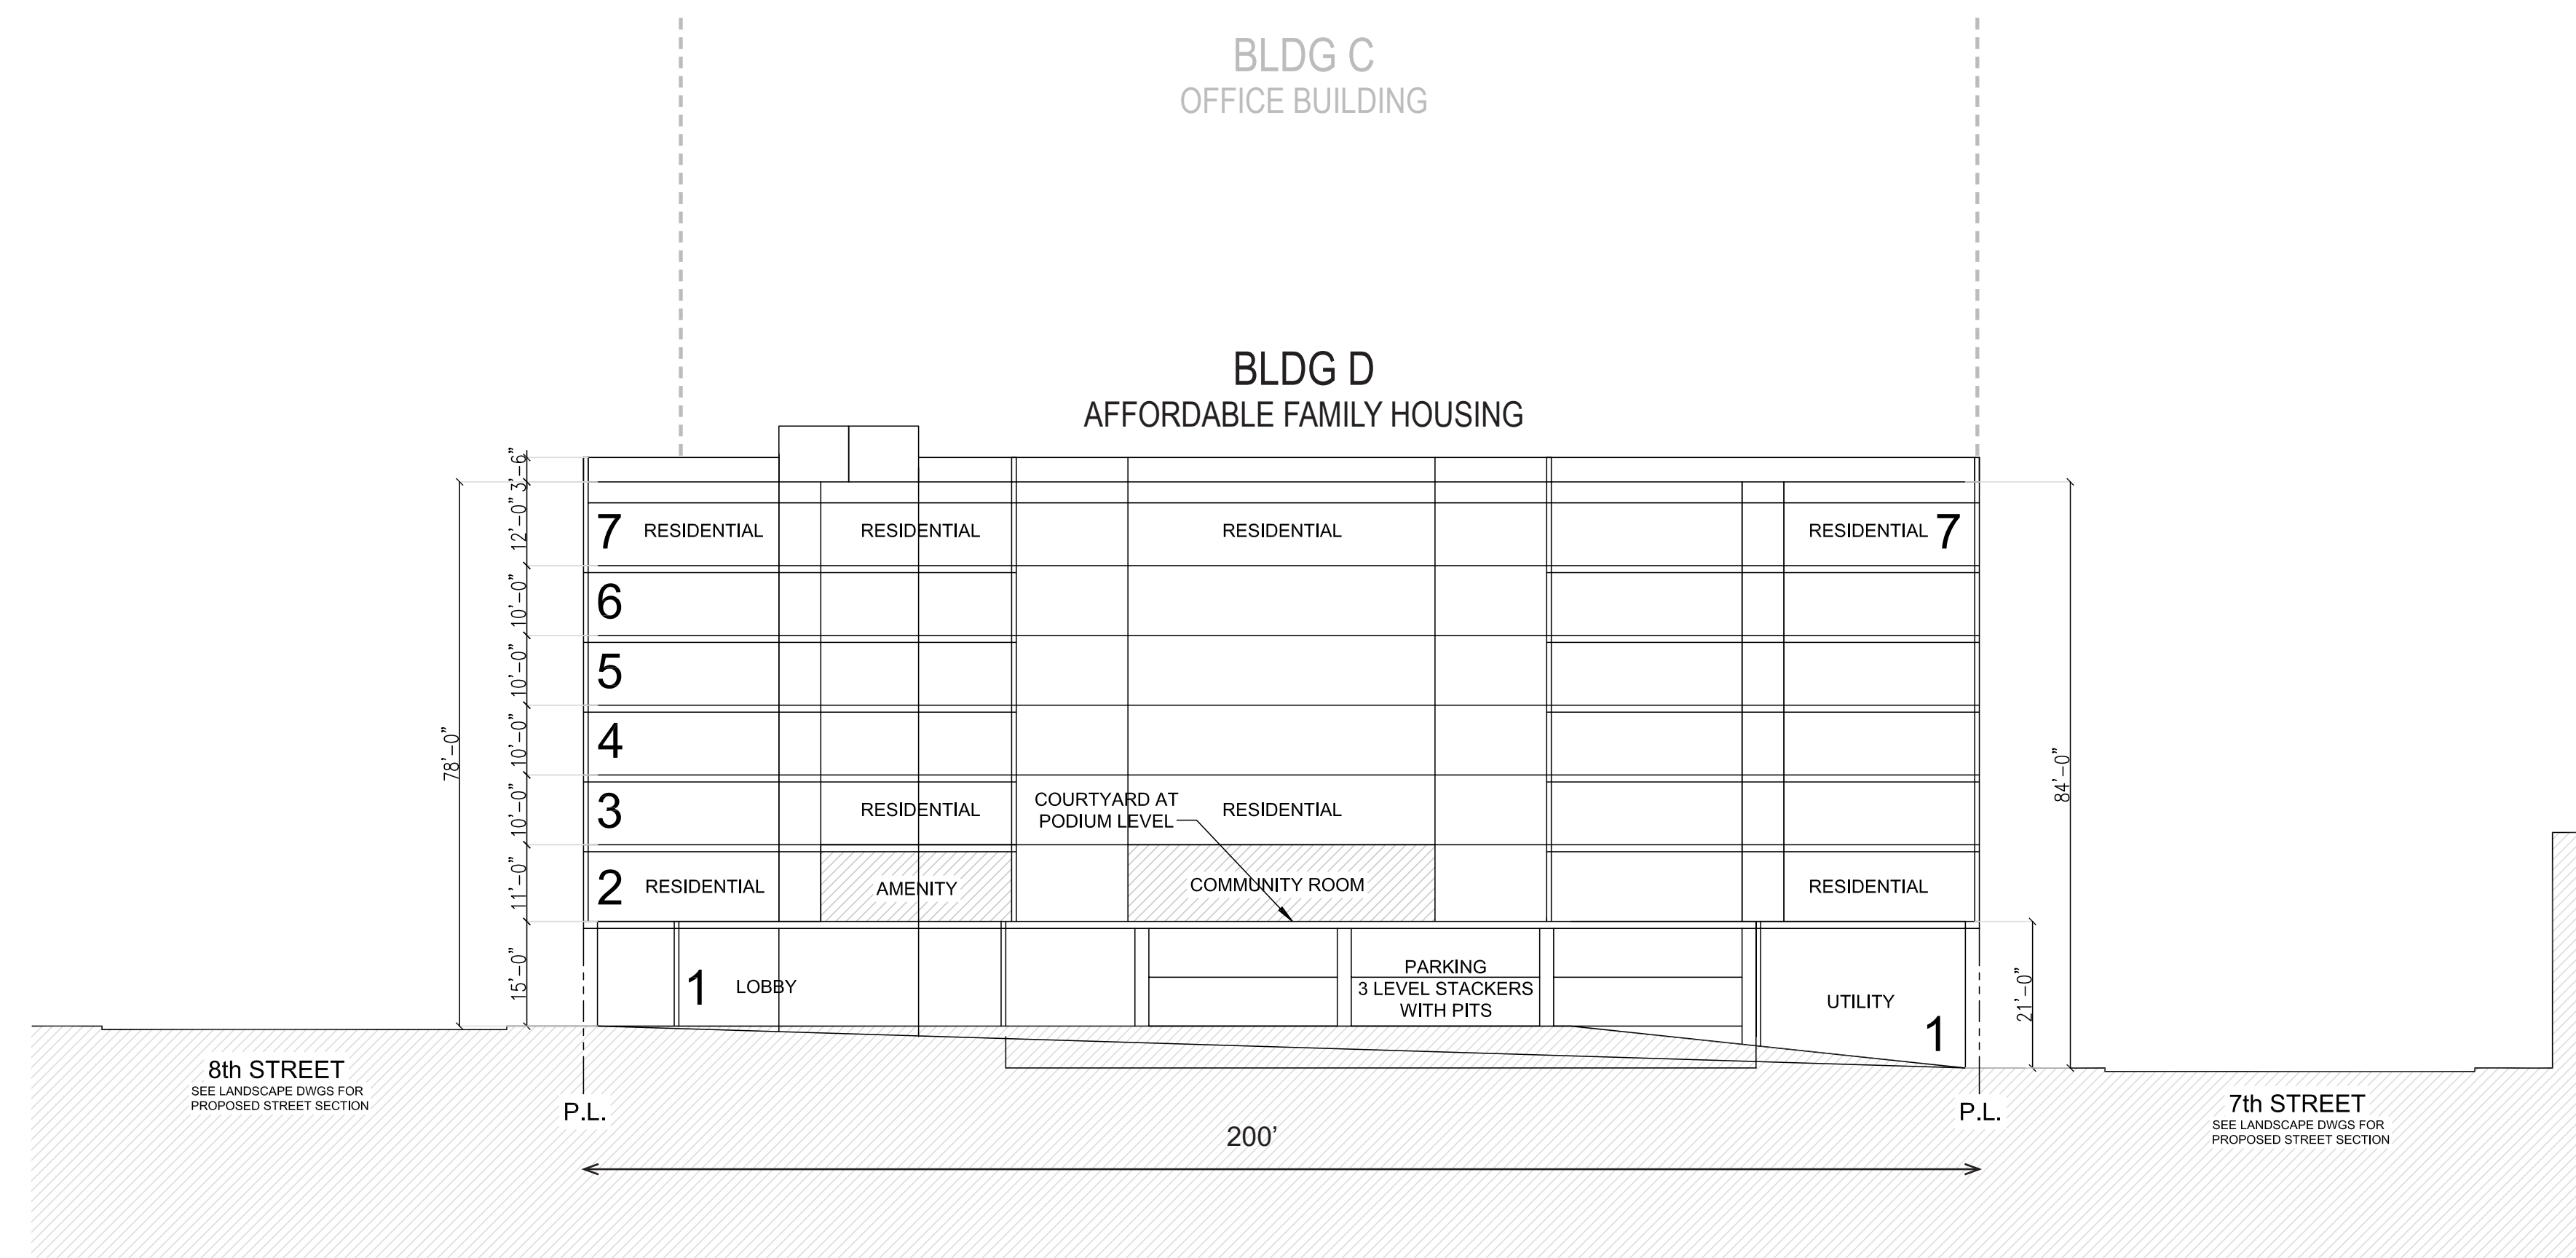 BLDG C
OFFICE BUILDING
BLDG D
AFFORDABLE FAMILY HOUSING
3'-6"
12'-0"
7 RESIDENTIAL RESIDENTIAL RESIDENTIAL RESIDENTIAL 7
10'-0"
6
10'-0"
5
10'-0"
4
78'-0"
84'-0"
10'-0"
3 RESIDENTIAL RESIDENTIAL
COURTYARD AT
PODIUM LEVEL
11'-0"
2 RESIDENTIAL AMENITY COMMUNITY ROOM RESIDENTIAL
15'-0"
1 LOBBY
PARKING
3 LEVEL STACKERS
WITH PITS
UTILITY
1
21'-0"
8th STREET
SEE LANDSCAPE DWGS FOR
PROPOSED STREET SECTION
P.L.
P.L.
7th STREET
SEE LANDSCAPE DWGS FOR
PROPOSED STREET SECTION
200'